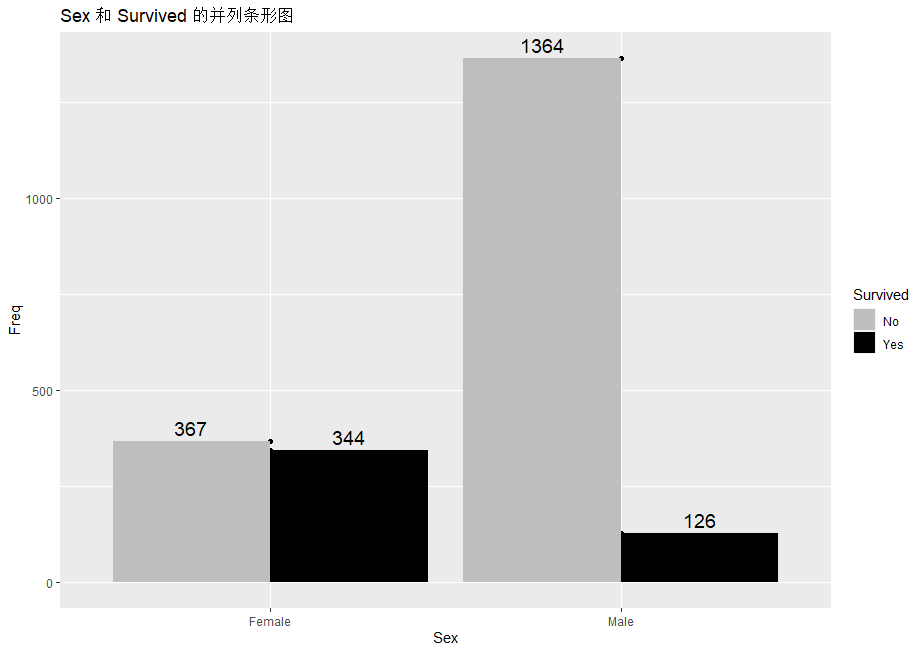 Sex 和 Survived 的并列条形图
1364
1000
Freq
Survived
No
Yes
500
367
344
126
0
Female
Male
Sex